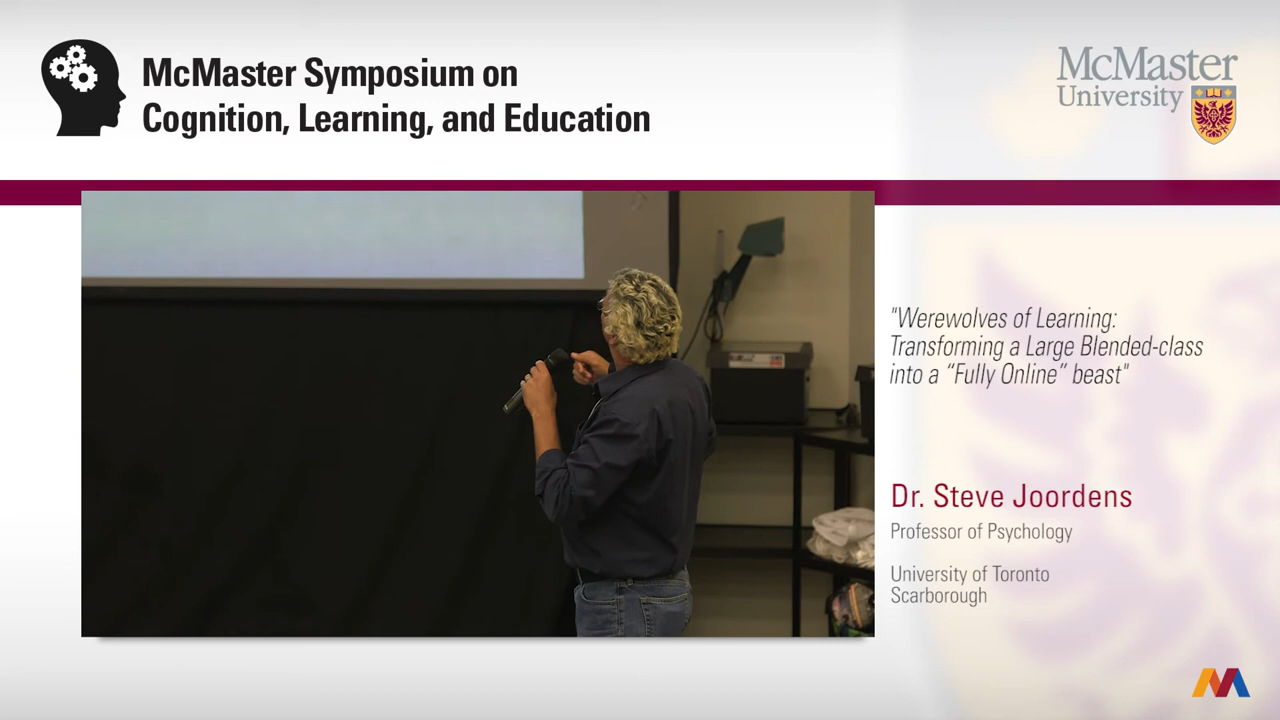 McMaster Symposium on
Cognition, Learning, and Education
McMaster
University
"Werewolves of Learning:
Transforming a Large Blended-class
into a “Fully Online” beast"
Dr. Steve Joordens
Professor of Psychology
University of Toronto
Scarborough